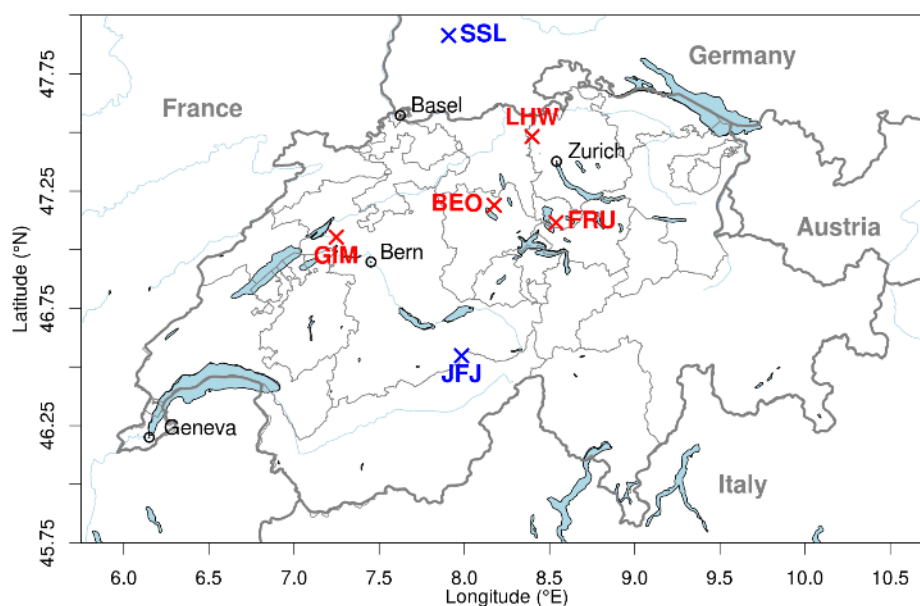 SSL
Germany
France
Basel
LHW
Zurich
BEO
FRU
GIM
Bern
Austria
JFJ
Geneva
Italy
Latitude (°N)
47.75
47.25
46.75
46.25
45.75
6.0 6.5 7.0 7.5 8.0 8.5 9.0 9.5 10.0 10.5
Longitude (°E)